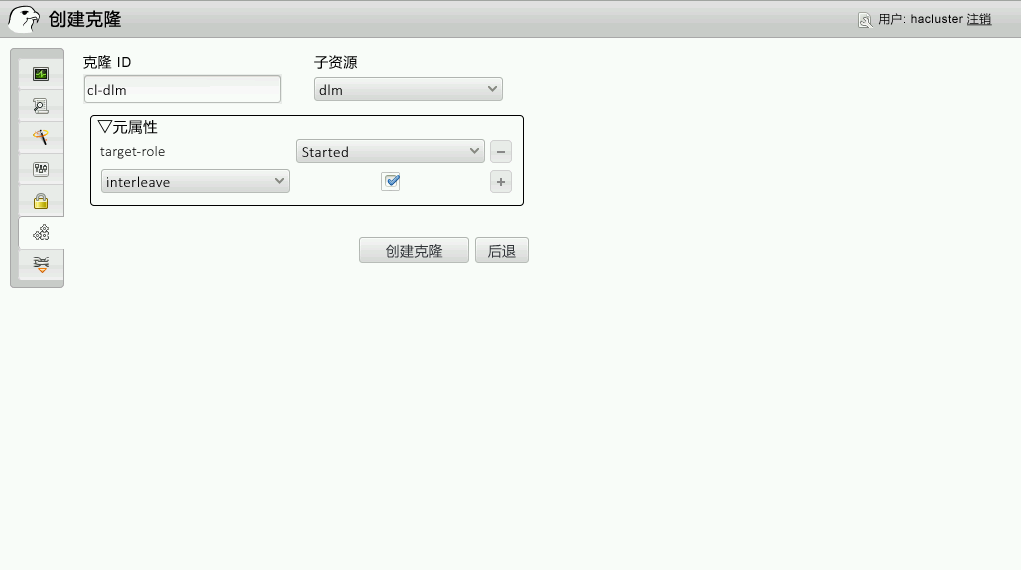 创建克隆
用户: hacluster 注销
克隆 ID 子资源
cl-dlm dlm
▽元属性
target-role Started
interleave
创建克隆 后退